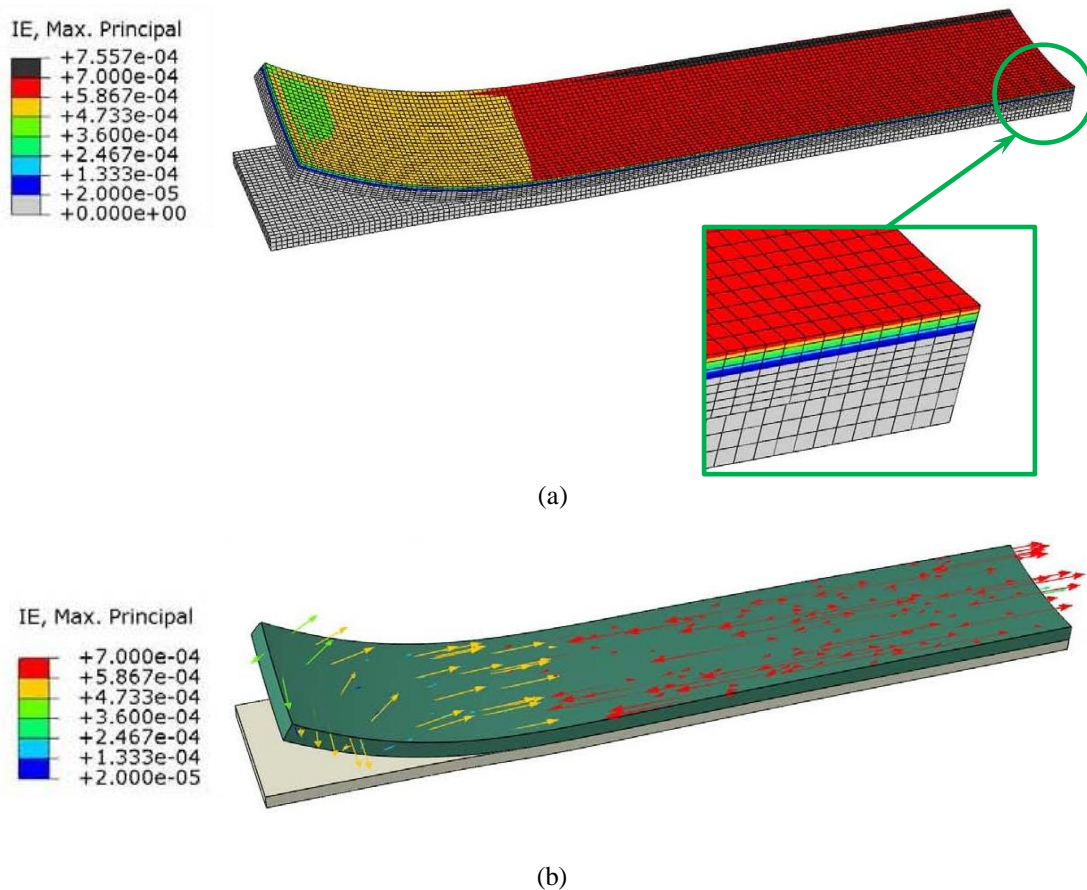 IE, Max. Principal
+7.557e-04
+7.000e-04
+5.867e-04
+4.733e-04
+3.600e-04
+2.467e-04
+1.333e-04
+2.000e-05
+0.000e+00
(a)
IE, Max. Principal
+7.000e-04
+5.867e-04
+4.733e-04
+3.600e-04
+2.467e-04
+1.333e-04
+2.000e-05
(b)